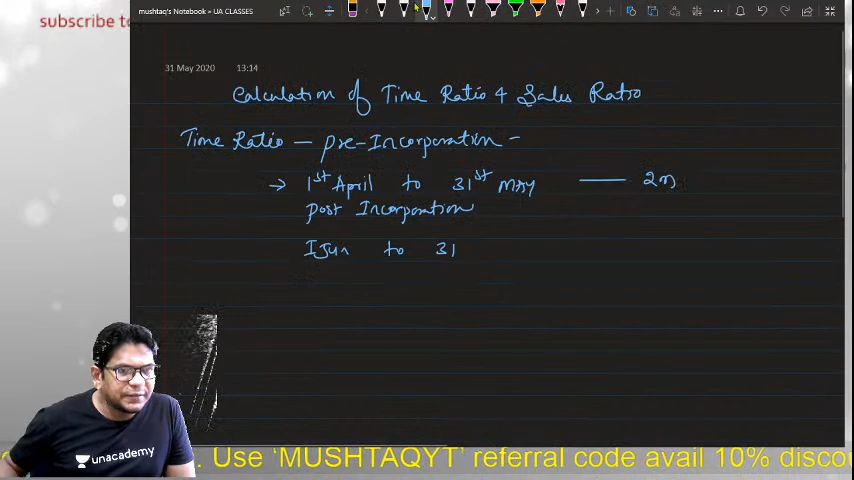 subscribe to
mushtaq's Notebook » UA CLASSES
31 May 2020 13:14
Calculation of Time Ratio & Sales Ratio
Time Ratio — pre-Incorporation -
→ 1st April to 31st May —— 2m
post Incorporation
1Jun to 31
unacademy
. Use 'MUSHTAQYT' referral code avail 10% disco